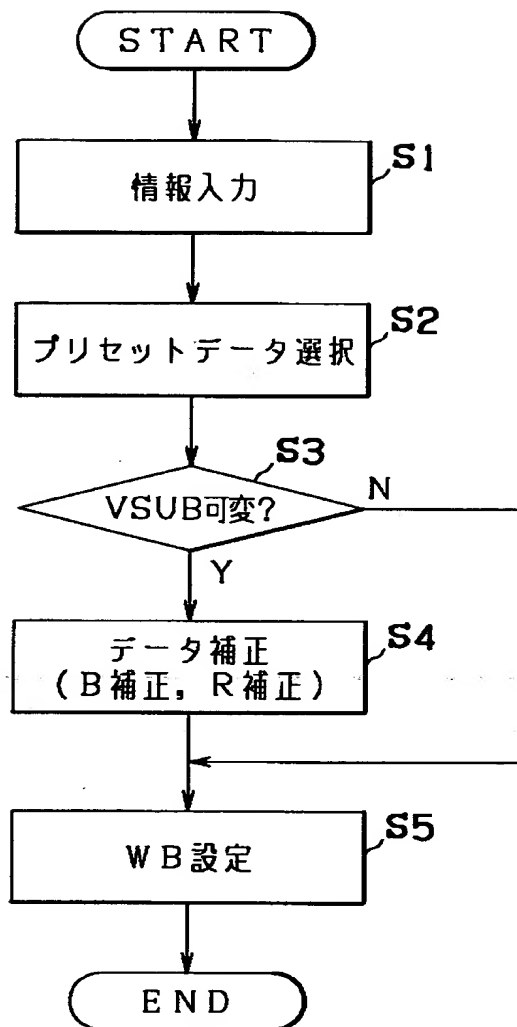 START
S1
情報入力
S2
プリセットデータ選択
S3
VSUB可変?
N
Y
S4
データ補正
(B補正, R補正)
S5
WB設定
END